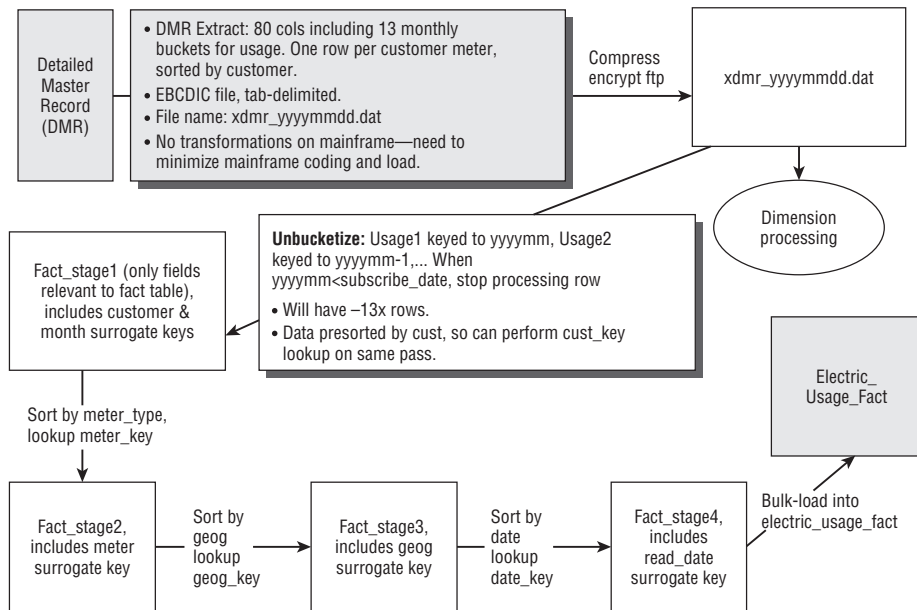 Detailed
Master
Record
(DMR)
• DMR Extract: 80 cols including 13 monthly
buckets for usage. One row per customer meter,
sorted by customer.
• EBCDIC file, tab-delimited.
• File name: xdmr_yyyymmdd.dat
• No transformations on mainframe—need to
minimize mainframe coding and load.
Compress
encrypt ftp
xdmr_yyyymmdd.dat
Dimension
processing
Unbucketize: Usage1 keyed to yyyymm, Usage2
keyed to yyyymm-1,... When
yyyymm<subscribe_date, stop processing row
• Will have –13x rows.
• Data presorted by cust, so can perform cust_key
lookup on same pass.
Fact_stage1 (only fields
relevant to fact table),
includes customer &
month surrogate keys
Sort by meter_type,
lookup meter_key
Fact_stage2,
includes meter
surrogate key
Sort by
geog
lookup
geog_key
Fact_stage3,
includes geog
surrogate key
Sort by
date
lookup
date_key
Fact_stage4,
includes
read_date
surrogate key
Bulk-load into
electric_usage_fact
Electric_
Usage_Fact